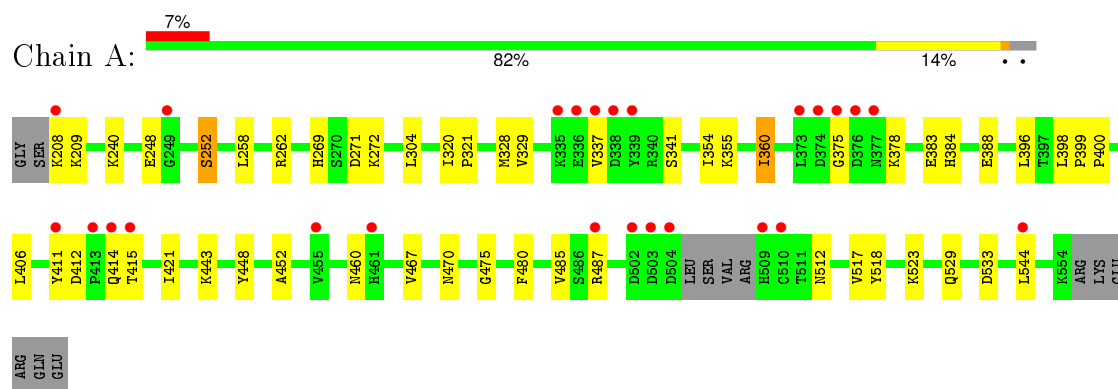 7%
Chain A:
82% 14%
GLY SER K208 K209 K240 E248 G249 S252 L258 R262 H269 S270 D271 K272 L304 I320 P321 N328 V329 K335 E336 V337 D338 Y339 R340 S341 I354 K355 I360 L373 D374 G375 D376 N377 K378 E383 H384 E388 L396 T397 L398 P399 P400
L406 Y411 D412 P413 Q414 T415 I421 K443 Y448 A452 V455 N460 H461 V467 N470 G475 F480 V485 S486 R487 D502 D503 D504 LEU SER VAL ARG H509 C510 T511 N512 V517 Y518 K523 Q529 D533 L544 K554 ARG LYS GLU
ARG GLN GLU